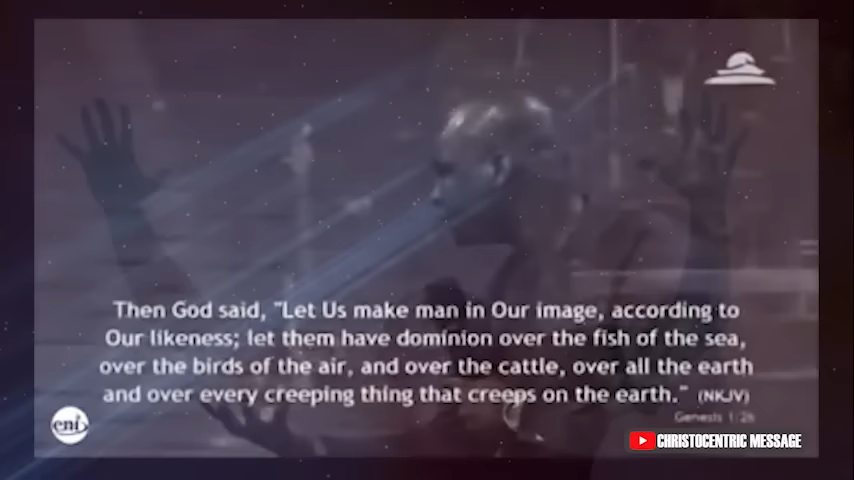 Then God said, "Let Us make man in Our image, according to
Our likeness; let them have dominion over the fish of the sea,
over the birds of the air, and over the cattle, over all the earth
and over every creeping thing that creeps on the earth." (NKJV)
Genesis 1:26
eni
CHRISTOCENTRIC MESSAGE